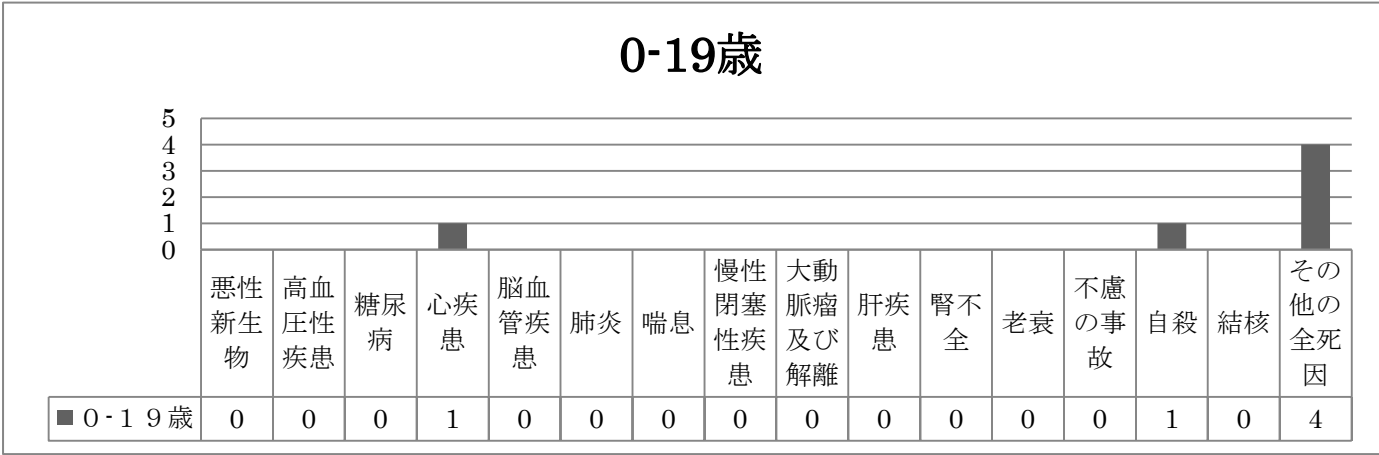 0-19歳
5
4
3
2
1
0
悪性
新生
物
高血
圧性
疾患
糖尿
病
心疾
患
脳血
管疾
患
肺炎
喘息
慢性
閉塞
性疾
患
大動
脈瘤
及び
解離
肝疾
患
腎不
全
老衰
不慮
の事
故
自殺
結核
その
他の
全死
因
0-19歳 0 0 0 1 0 0 0 0 0 0 0 0 0 1 0 4